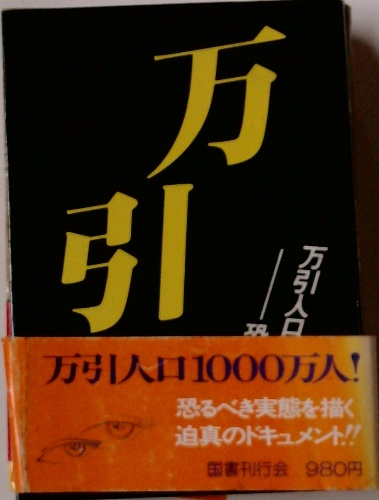 万引
万引人口
──恐
万引人口1000万人!
恐るべき実態を描く
迫真のドキュメント!!
国書刊行会 980円